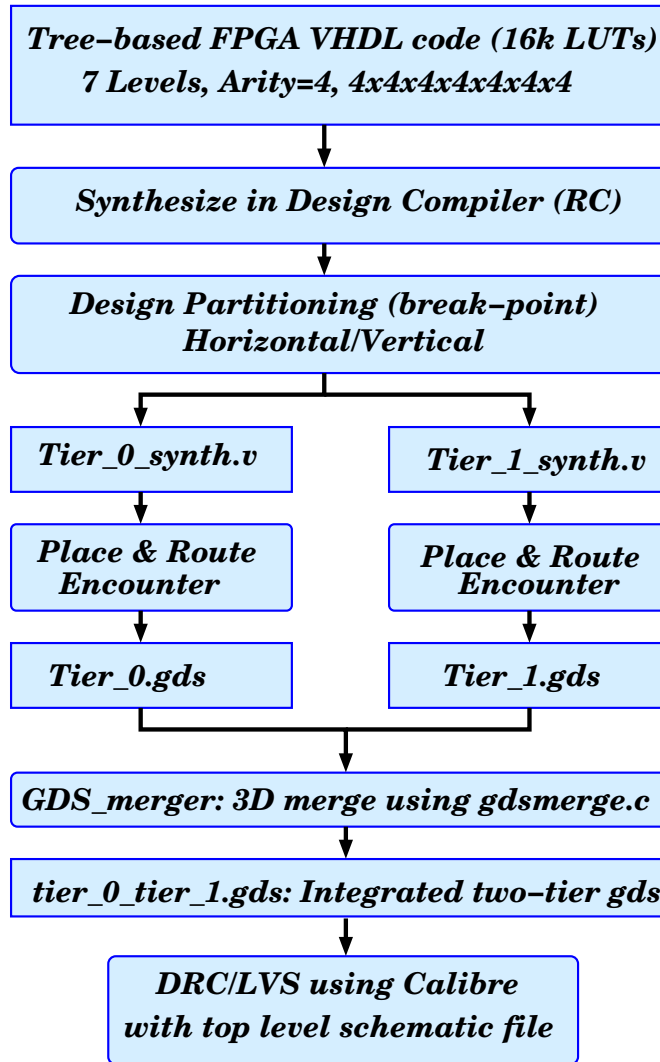 Tree–based FPGA VHDL code (16k LUTs)
7 Levels, Arity=4, 4x4x4x4x4x4x4
Synthesize in Design Compiler (RC)
Design Partitioning (break–point)
Horizontal/Vertical
Tier_0_synth.v
Tier_1_synth.v
Place & Route
Encounter
Place & Route
Encounter
Tier_0.gds
Tier_1.gds
GDS_merger: 3D merge using gdsmerge.c
tier_0_tier_1.gds: Integrated two–tier gds
DRC/LVS using Calibre
with top level schematic file